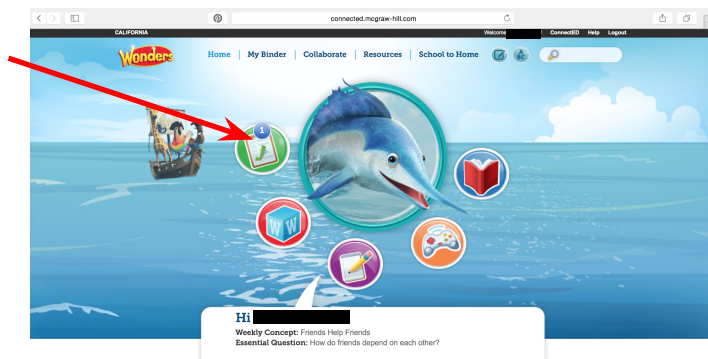 connected.mcgraw-hill.com
CALIFORNIA
Welcome
ConnectED Help Logout
Wonders
Home My Binder Collaborate Resources School to Home
1
W W
Hi
Weekly Concept: Friends Help Friends
Essential Question: How do friends depend on each other?